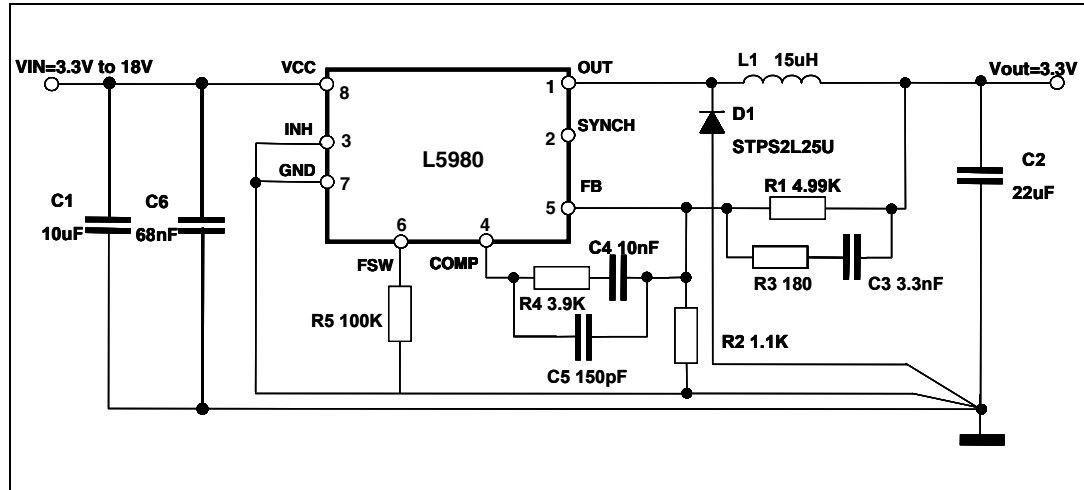 VIN=3.3V to 18V
VCC
OUT
L1 15uH
Vout=3.3V
8
1
INH
3
SYNCH
2
D1
STPS2L25U
L5980
GND
7
FB
5
R1 4.99K
C2
22uF
C1
10uF
C6
68nF
6
4
FSW
COMP
C4 10nF
R4 3.9K
R3 180
C3 3.3nF
R5 100K
R2 1.1K
C5 150pF